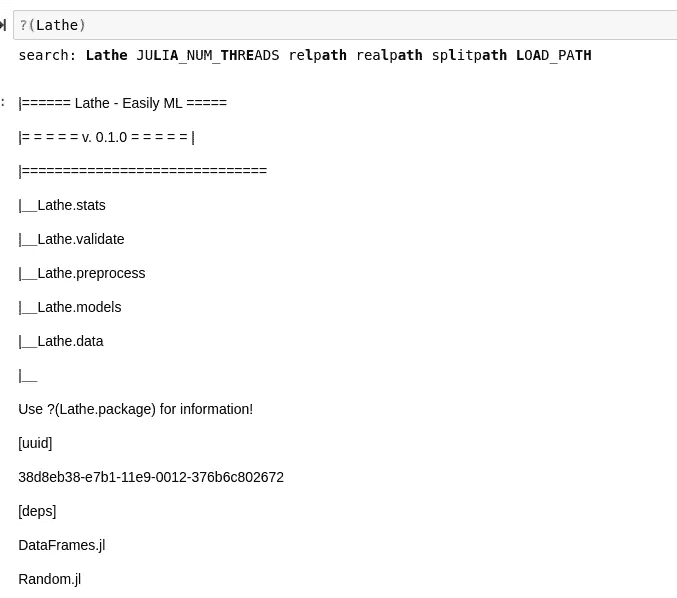 ?(Lathe)
search: Lathe JULIA_NUM_THREADS relpath realpath splitpath LOAD_PATH
:
|====== Lathe - Easily ML =====
|= = = = = v. 0.1.0 = = = = = |
|==============================
|__Lathe.stats
|__Lathe.validate
|__Lathe.preprocess
|__Lathe.models
|__Lathe.data
|__
Use ?(Lathe.package) for information!
[uuid]
38d8eb38-e7b1-11e9-0012-376b6c802672
[deps]
DataFrames.jl
Random.jl